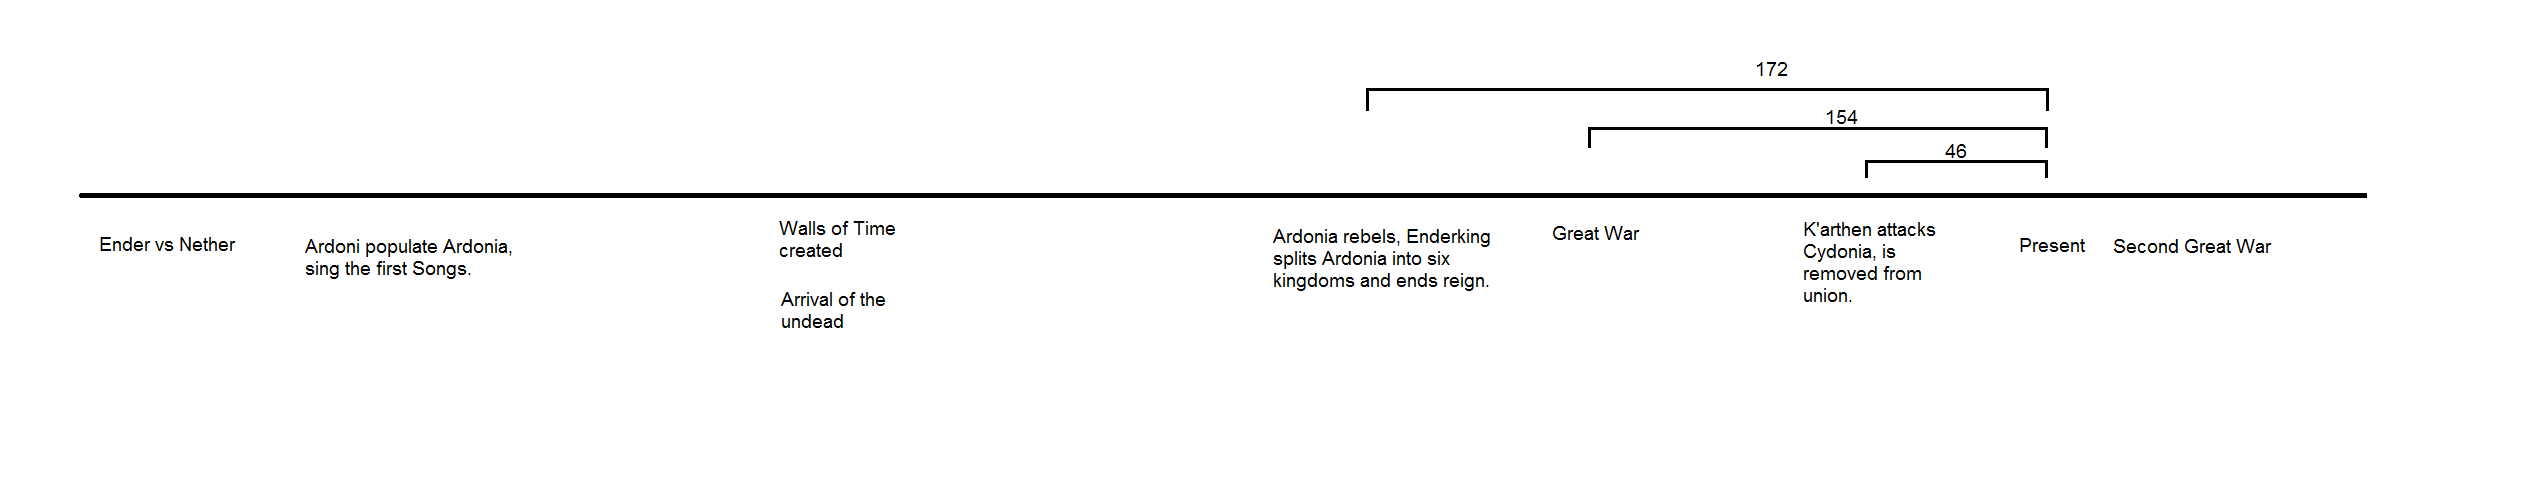 172
154
46
Ender vs Nether
Ardoni populate Ardonia,
sing the first Songs.
Walls of Time
created
Arrival of the
undead
Ardonia rebels, Enderking
splits Ardonia into six
kingdoms and ends reign.
Great War
K'arthen attacks
Cydonia, is
removed from
union.
Present
Second Great War